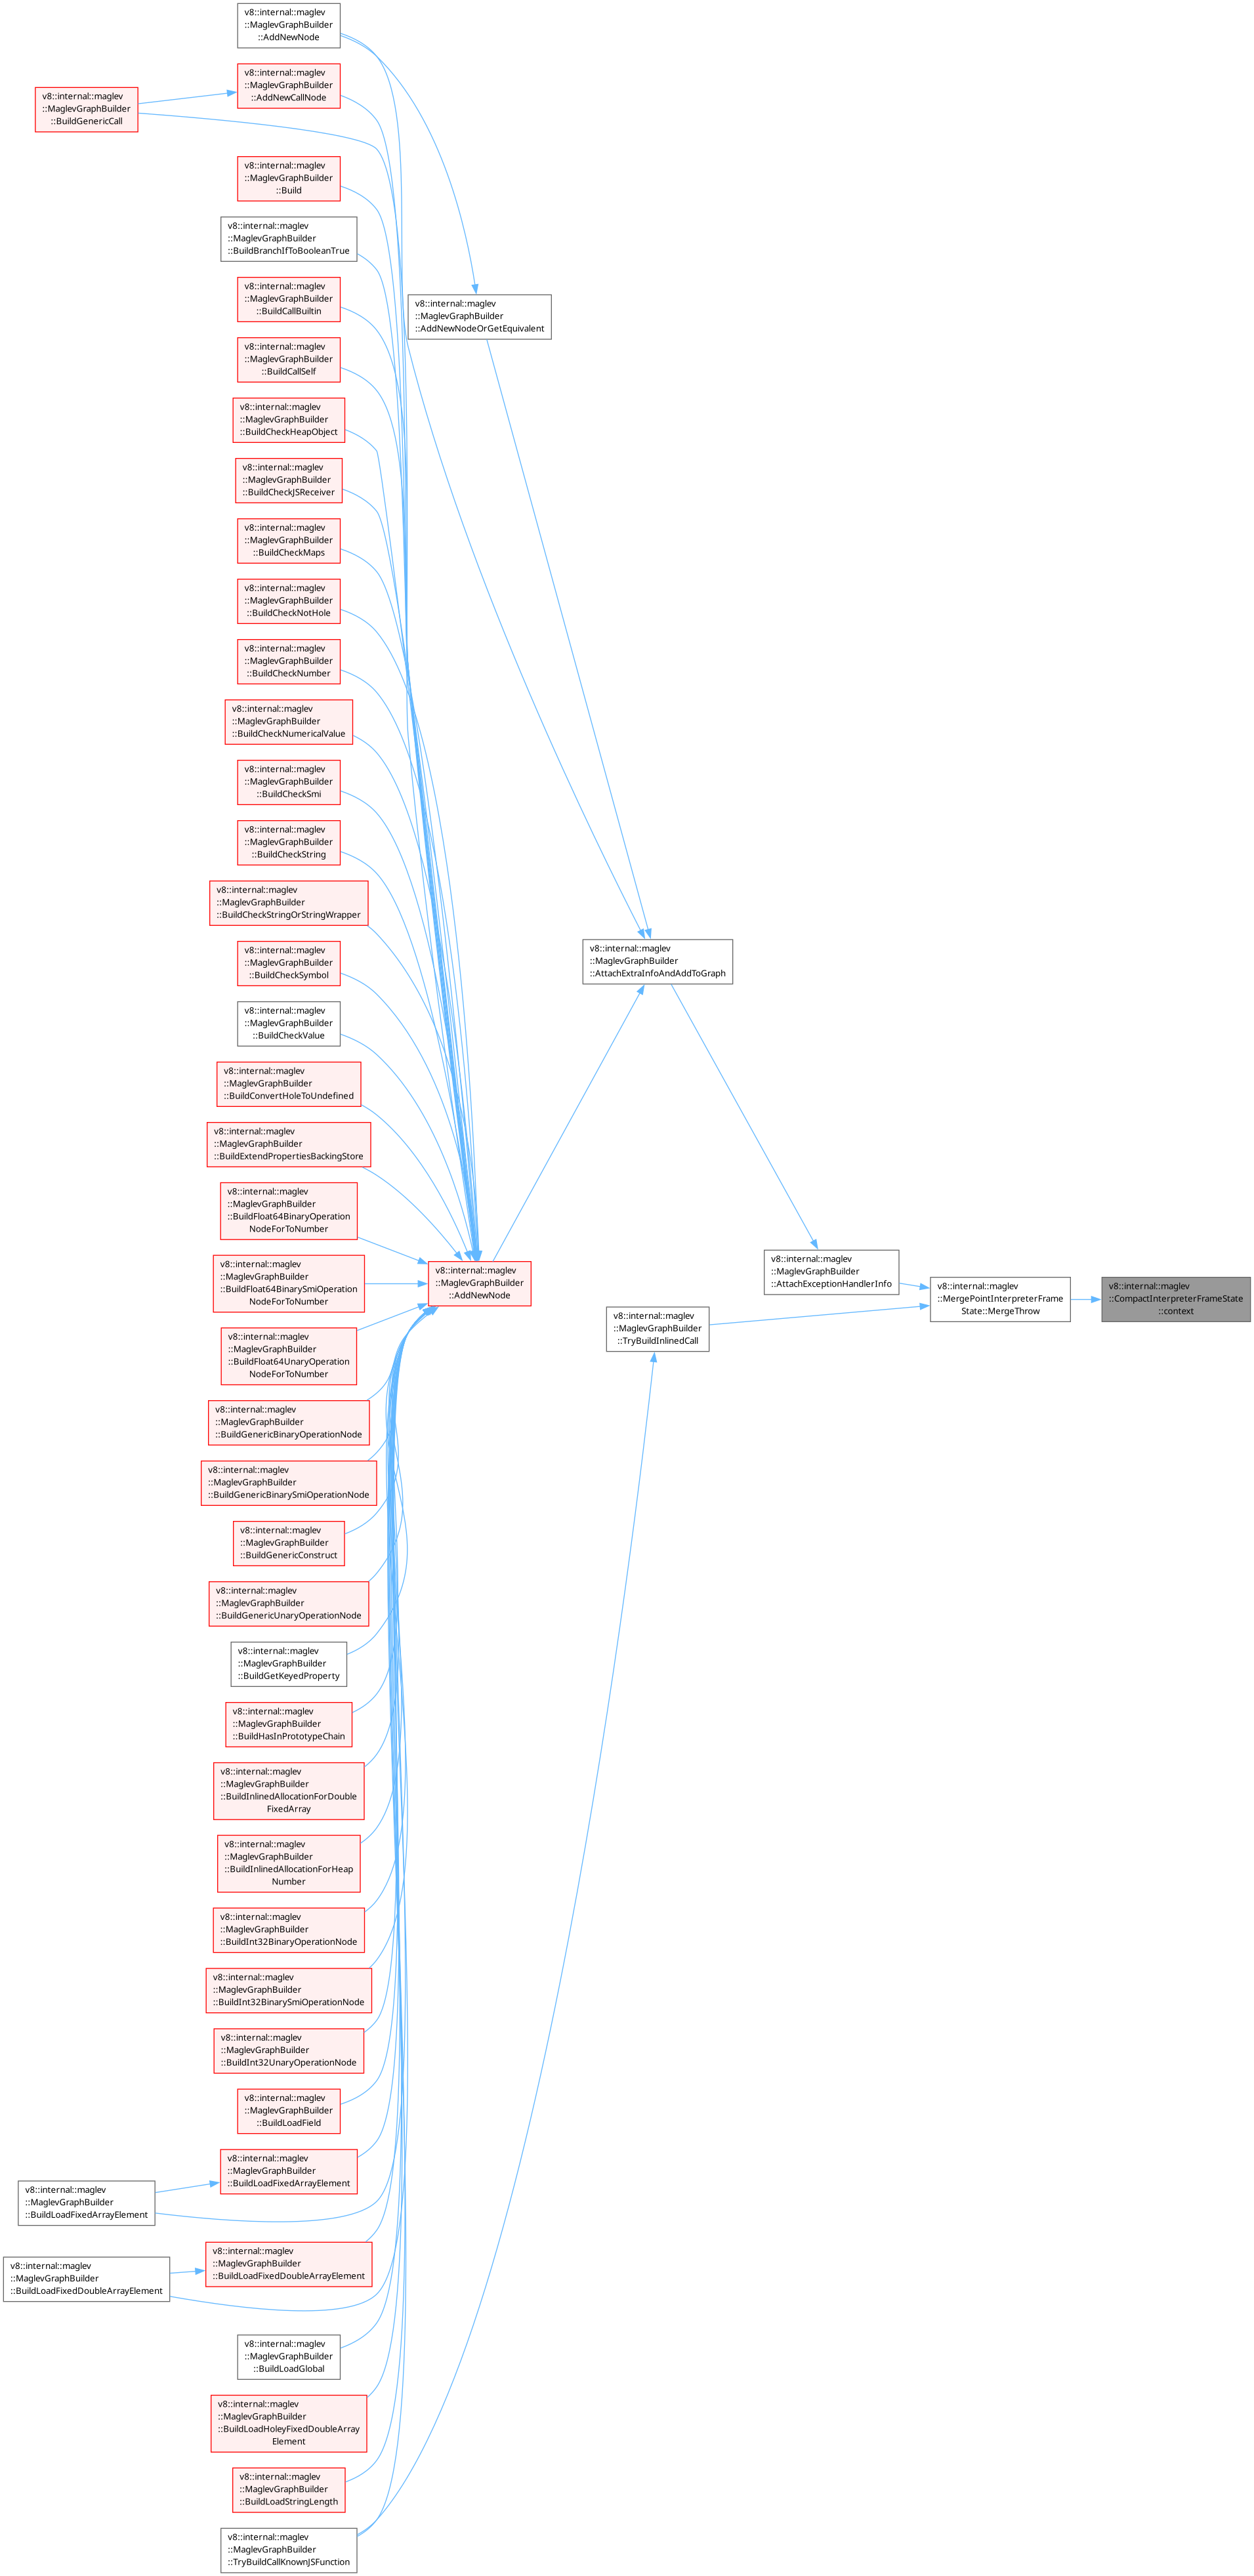 v8::internal::maglev
::MaglevGraphBuilder
::AddNewNode
v8::internal::maglev
::MaglevGraphBuilder
::AddNewCallNode
v8::internal::maglev
::MaglevGraphBuilder
::BuildGenericCall
v8::internal::maglev
::MaglevGraphBuilder
::Build
v8::internal::maglev
::MaglevGraphBuilder
::BuildBranchIfToBooleanTrue
v8::internal::maglev
::MaglevGraphBuilder
::BuildCallBuiltin
v8::internal::maglev
::MaglevGraphBuilder
::AddNewNodeOrGetEquivalent
v8::internal::maglev
::MaglevGraphBuilder
::BuildCallSelf
v8::internal::maglev
::MaglevGraphBuilder
::BuildCheckHeapObject
v8::internal::maglev
::MaglevGraphBuilder
::BuildCheckJSReceiver
v8::internal::maglev
::MaglevGraphBuilder
::BuildCheckMaps
v8::internal::maglev
::MaglevGraphBuilder
::BuildCheckNotHole
v8::internal::maglev
::MaglevGraphBuilder
::BuildCheckNumber
v8::internal::maglev
::MaglevGraphBuilder
::BuildCheckNumericalValue
v8::internal::maglev
::MaglevGraphBuilder
::BuildCheckSmi
v8::internal::maglev
::MaglevGraphBuilder
::BuildCheckString
v8::internal::maglev
::MaglevGraphBuilder
::BuildCheckStringOrStringWrapper
v8::internal::maglev
::MaglevGraphBuilder
::BuildCheckSymbol
v8::internal::maglev
::MaglevGraphBuilder
::AttachExtraInfoAndAddToGraph
v8::internal::maglev
::MaglevGraphBuilder
::BuildCheckValue
v8::internal::maglev
::MaglevGraphBuilder
::BuildConvertHoleToUndefined
v8::internal::maglev
::MaglevGraphBuilder
::BuildExtendPropertiesBackingStore
v8::internal::maglev
::MaglevGraphBuilder
::BuildFloat64BinaryOperation
NodeForToNumber
v8::internal::maglev
::MaglevGraphBuilder
::BuildFloat64BinarySmiOperation
NodeForToNumber
v8::internal::maglev
::MaglevGraphBuilder
::AddNewNode
v8::internal::maglev
::MaglevGraphBuilder
::AttachExceptionHandlerInfo
v8::internal::maglev
::MergePointInterpreterFrame
State::MergeThrow
v8::internal::maglev
::CompactInterpreterFrameState
::context
v8::internal::maglev
::MaglevGraphBuilder
::TryBuildInlinedCall
v8::internal::maglev
::MaglevGraphBuilder
::BuildFloat64UnaryOperation
NodeForToNumber
v8::internal::maglev
::MaglevGraphBuilder
::BuildGenericBinaryOperationNode
v8::internal::maglev
::MaglevGraphBuilder
::BuildGenericBinarySmiOperationNode
v8::internal::maglev
::MaglevGraphBuilder
::BuildGenericConstruct
v8::internal::maglev
::MaglevGraphBuilder
::BuildGenericUnaryOperationNode
v8::internal::maglev
::MaglevGraphBuilder
::BuildGetKeyedProperty
v8::internal::maglev
::MaglevGraphBuilder
::BuildHasInPrototypeChain
v8::internal::maglev
::MaglevGraphBuilder
::BuildInlinedAllocationForDouble
FixedArray
v8::internal::maglev
::MaglevGraphBuilder
::BuildInlinedAllocationForHeap
Number
v8::internal::maglev
::MaglevGraphBuilder
::BuildInt32BinaryOperationNode
v8::internal::maglev
::MaglevGraphBuilder
::BuildInt32BinarySmiOperationNode
v8::internal::maglev
::MaglevGraphBuilder
::BuildInt32UnaryOperationNode
v8::internal::maglev
::MaglevGraphBuilder
::BuildLoadField
v8::internal::maglev
::MaglevGraphBuilder
::BuildLoadFixedArrayElement
v8::internal::maglev
::MaglevGraphBuilder
::BuildLoadFixedArrayElement
v8::internal::maglev
::MaglevGraphBuilder
::BuildLoadFixedDoubleArrayElement
v8::internal::maglev
::MaglevGraphBuilder
::BuildLoadFixedDoubleArrayElement
v8::internal::maglev
::MaglevGraphBuilder
::BuildLoadGlobal
v8::internal::maglev
::MaglevGraphBuilder
::BuildLoadHoleyFixedDoubleArray
Element
v8::internal::maglev
::MaglevGraphBuilder
::BuildLoadStringLength
v8::internal::maglev
::MaglevGraphBuilder
::TryBuildCallKnownJSFunction